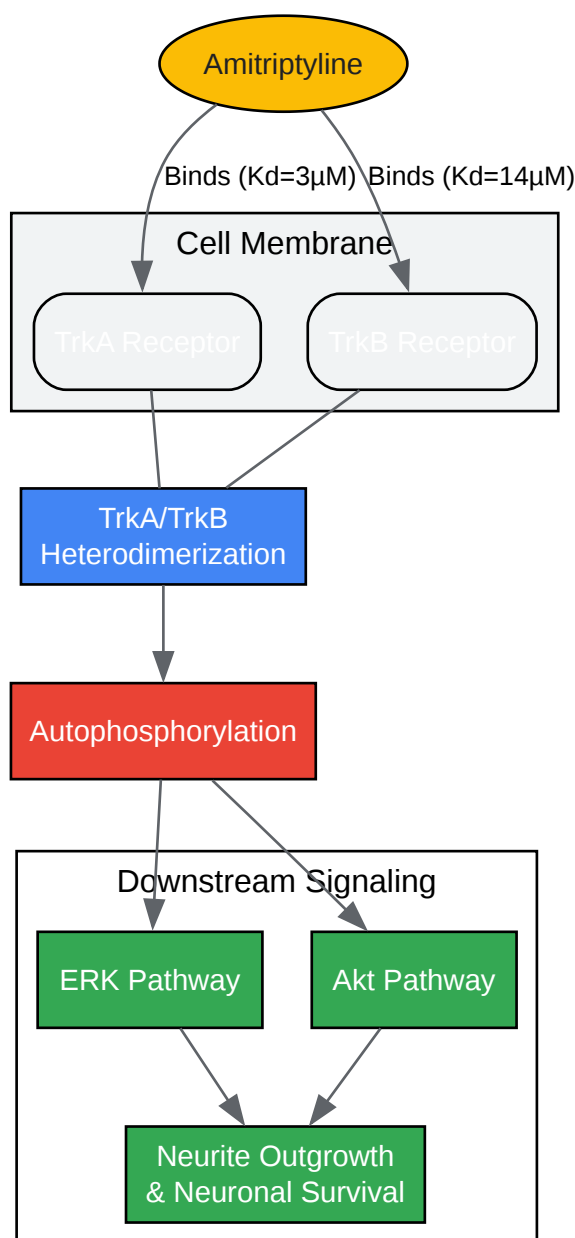 Amitriptyline
Binds (Kd=3µM) Binds (Kd=14µM)
Cell Membrane
TrkA Receptor
TrkB Receptor
TrkA/TrkB
Heterodimerization
Autophosphorylation
Downstream Signaling
ERK Pathway
Akt Pathway
Neurite Outgrowth
& Neuronal Survival